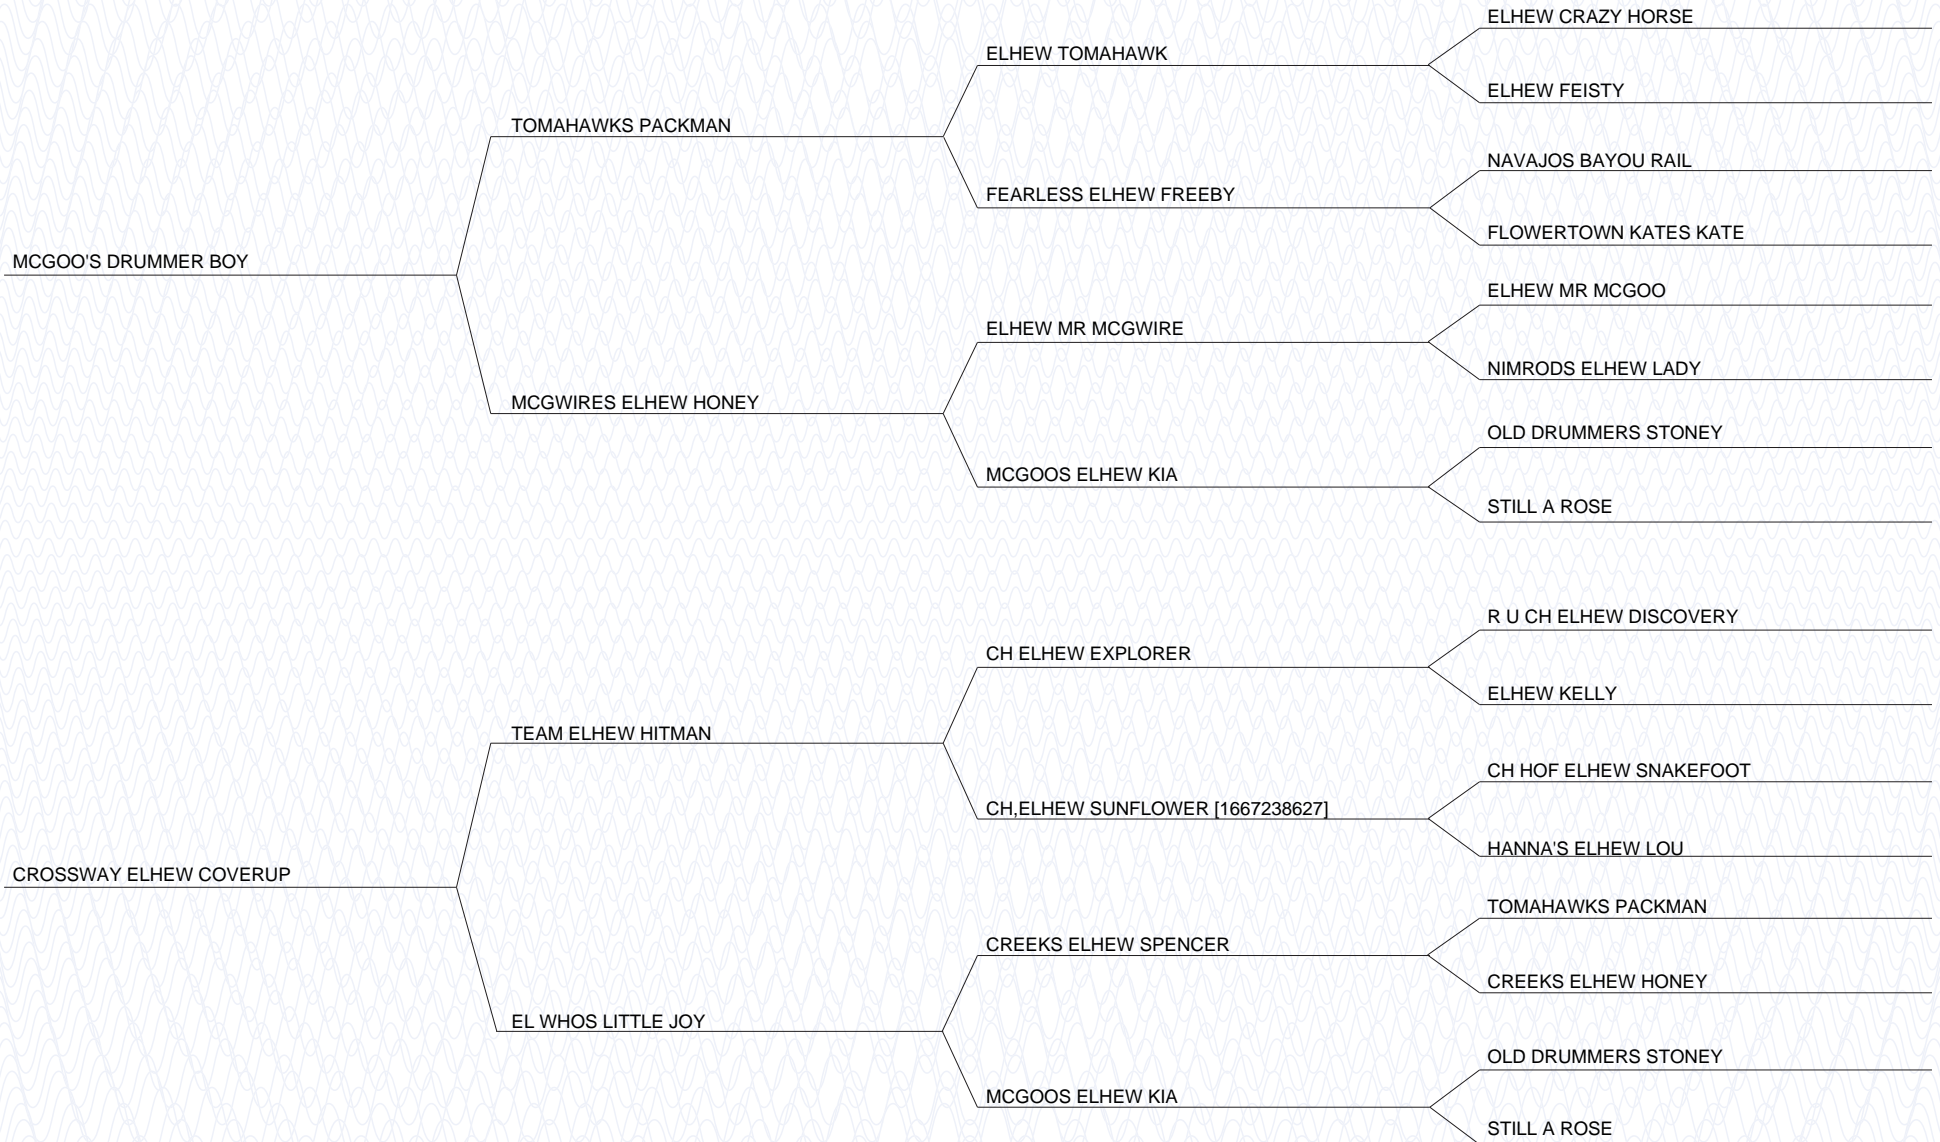 ELHEW CRAZY HORSE
ELHEW TOMAHAWK
ELHEW FEISTY
TOMAHAWKS PACKMAN
NAVAJOS BAYOU RAIL
FEARLESS ELHEW FREEBY
FLOWERTOWN KATES KATE
MCGOO'S DRUMMER BOY
ELHEW MR MCGOO
ELHEW MR MCGWIRE
NIMRODS ELHEW LADY
MCGWIRES ELHEW HONEY
OLD DRUMMERS STONEY
MCGOOS ELHEW KIA
STILL A ROSE
R U CH ELHEW DISCOVERY
CH ELHEW EXPLORER
ELHEW KELLY
TEAM ELHEW HITMAN
CH HOF ELHEW SNAKEFOOT
CH,ELHEW SUNFLOWER [1667238627]
HANNA'S ELHEW LOU
CROSSWAY ELHEW COVERUP
TOMAHAWKS PACKMAN
CREEKS ELHEW SPENCER
CREEKS ELHEW HONEY
EL WHOS LITTLE JOY
OLD DRUMMERS STONEY
MCGOOS ELHEW KIA
STILL A ROSE